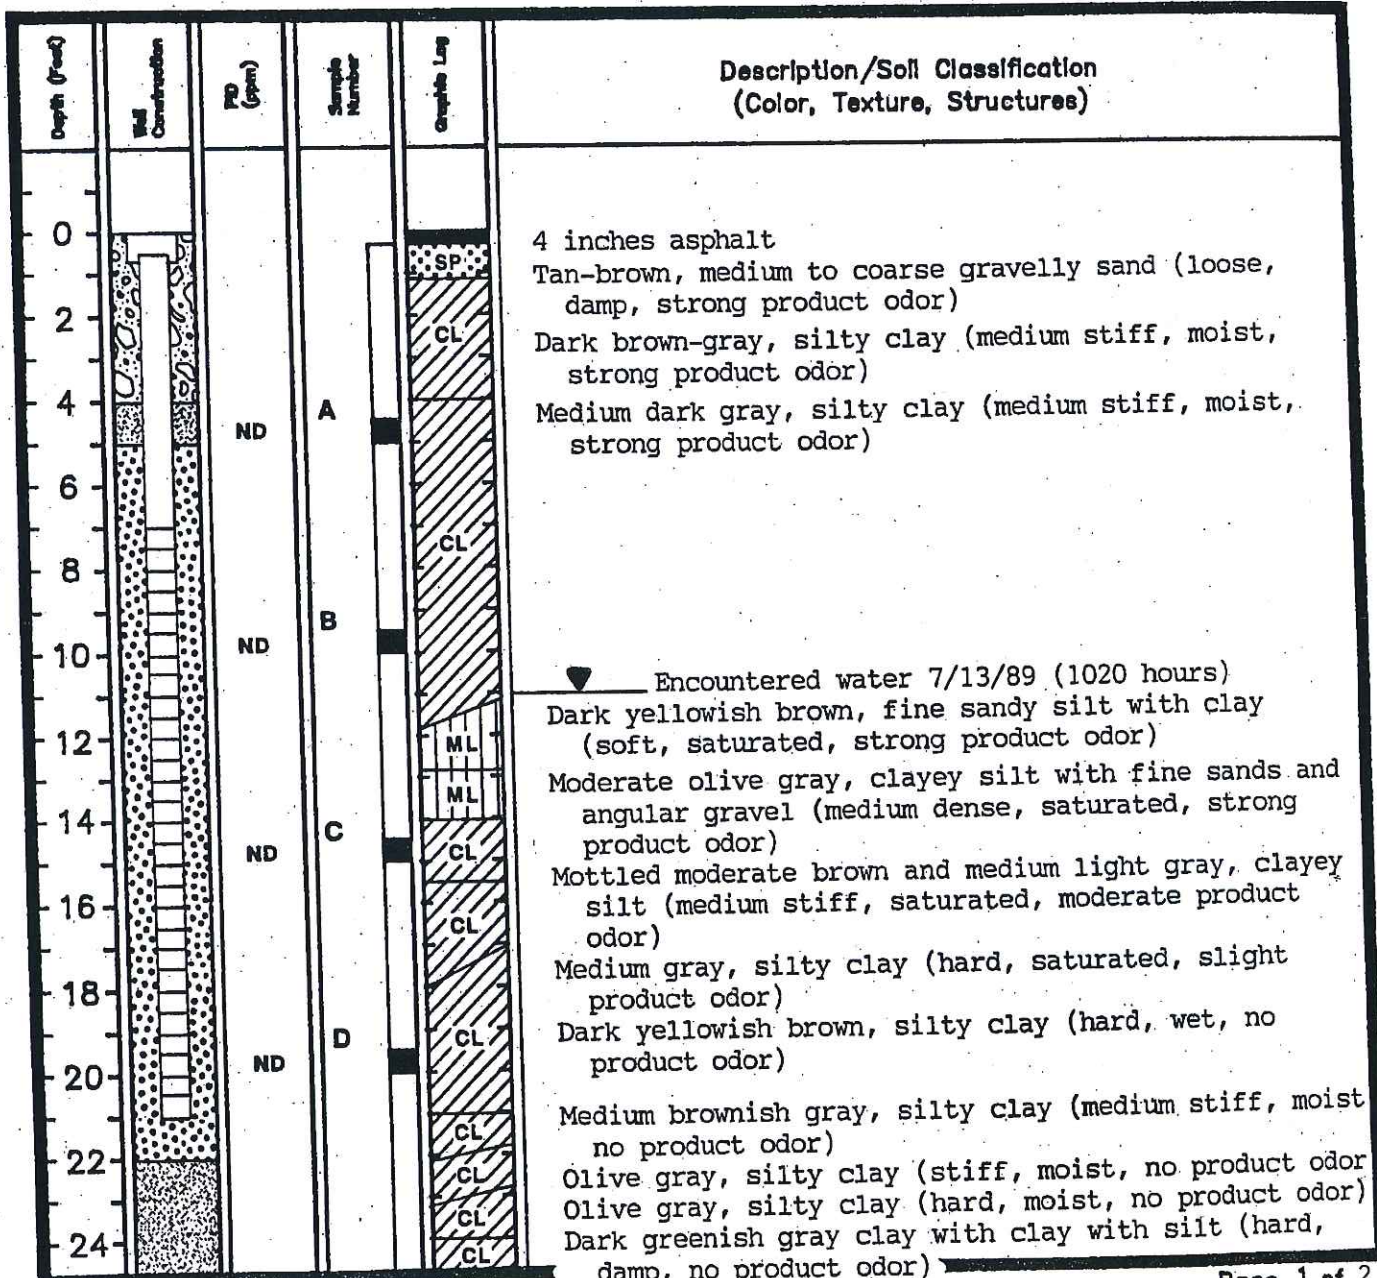 Depth (Feet)
Well Construction
PID (ppm)
Sample Number
Graphic Log
Description/Soil Classification
(Color, Texture, Structures)
0
2
4
6
8
10
12
14
16
18
20
22
24
ND
ND
ND
ND
A
B
C
D
SP
CL
CL
ML
ML
CL
CL
CL
CL
CL
CL
CL
4 inches asphalt
Tan-brown, medium to coarse gravelly sand (loose,
damp, strong product odor)
Dark brown-gray, silty clay (medium stiff, moist,
strong product odor)
Medium dark gray, silty clay (medium stiff, moist,
strong product odor)
Encountered water 7/13/89 (1020 hours)
Dark yellowish brown, fine sandy silt with clay
(soft, saturated, strong product odor)
Moderate olive gray, clayey silt with fine sands and
angular gravel (medium dense, saturated, strong
product odor)
Mottled moderate brown and medium light gray, clayey
silt (medium stiff, saturated, moderate product
odor)
Medium gray, silty clay (hard, saturated, slight
product odor)
Dark yellowish brown, silty clay (hard, wet, no
product odor)
Medium brownish gray, silty clay (medium stiff, moist
no product odor)
Olive gray, silty clay (stiff, moist, no product odor
Olive gray, silty clay (hard, moist, no product odor)
Dark greenish gray clay with clay with silt (hard,
damp, no product odor)
Page 1 of 2